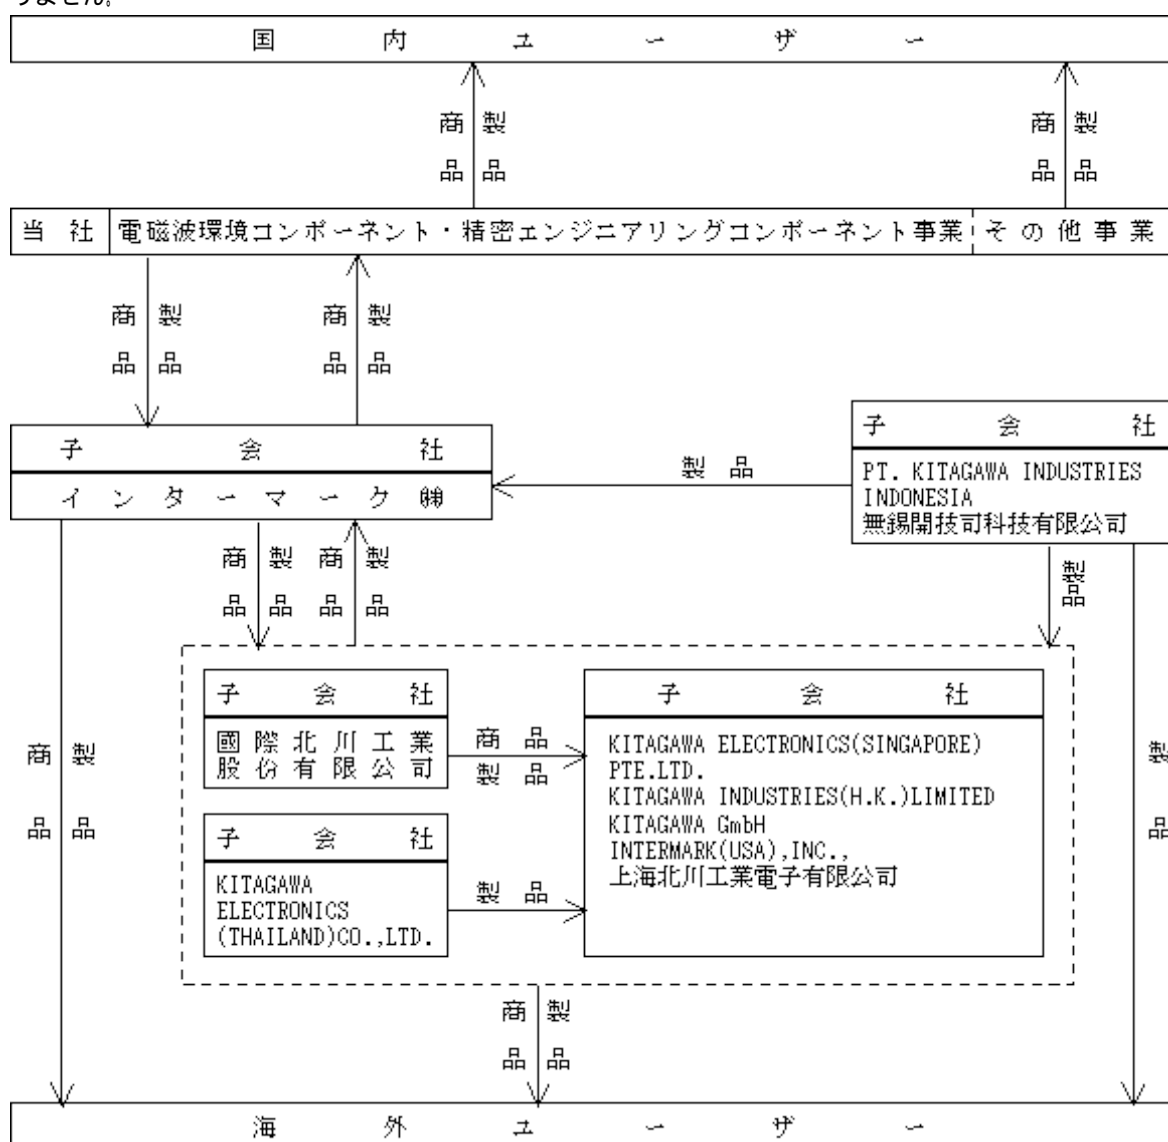 りません。
国内ユーザー
商品 製品
商品 製品
当社 電磁波環境コンポーネント・精密エンジニアリングコンポーネント事業 その他事業
商品 製品
商品 製品
子会社
インターマーク㈱
製品
子会社
PT. KITAGAWA INDUSTRIES
INDONESIA
無錫開技司科技有限公司
商品 製品
商品 製品
製品
子会社
國際北川工業
股份有限公司
商品
製品
子会社
KITAGAWA
ELECTRONICS
(THAILAND)CO.,LTD.
製品
子会社
KITAGAWA ELECTRONICS(SINGAPORE)
PTE.LTD.
KITAGAWA INDUSTRIES(H.K.)LIMITED
KITAGAWA GmbH
INTERMARK(USA),INC.,
上海北川工業電子有限公司
商品 製品
製品
商品 製品
海外ユーザー